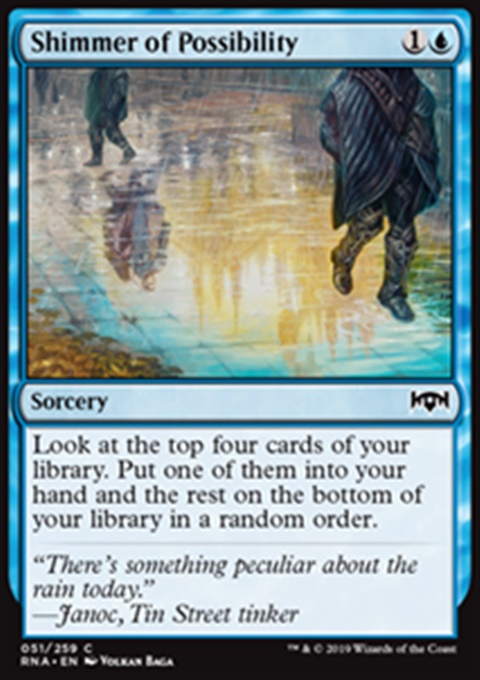 Shimmer of Possibility 1
Sorcery
Look at the top four cards of your
library. Put one of them into your
hand and the rest on the bottom of
your library in a random order.
“There’s something peculiar about the
rain today.”
—Janoc, Tin Street tinker
051/259 C
RNA • EN Volkan Baga
™ & © 2019 Wizards of the Coast